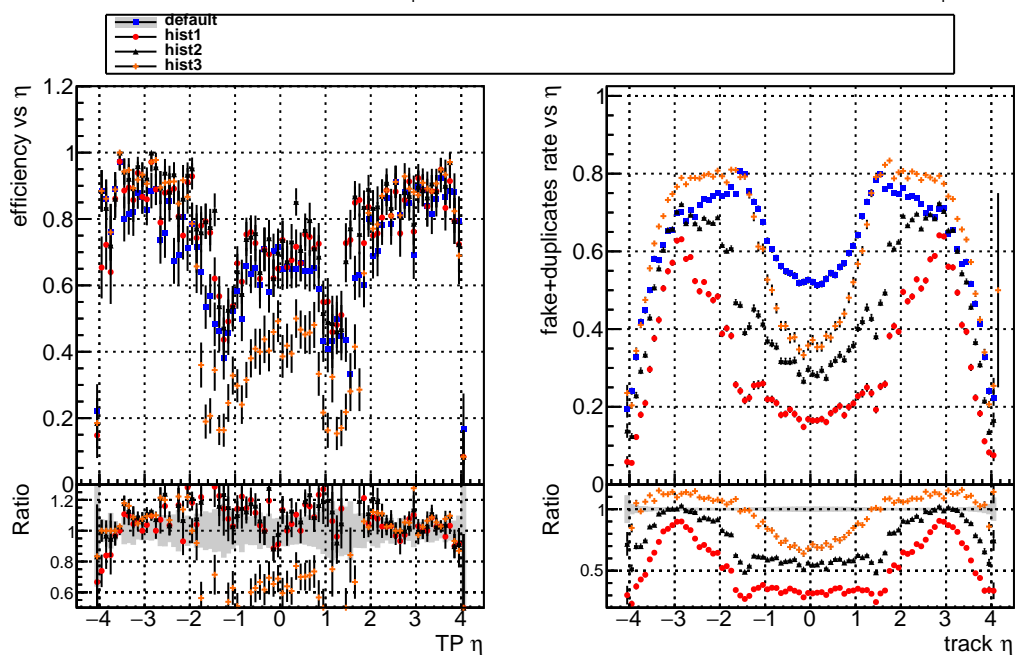 default
hist1
hist2
hist3
efficiency vs η
1.2
1
0.8
0.6
0.4
0.2
0
Ratio
1.2
1
0.8
0.6
−4 −3 −2 −1 0 1 2 3 4
TP η
fake+duplicates rate vs η
1
0.8
0.6
0.4
0.2
0
Ratio
1
0.5
−4 −3 −2 −1 0 1 2 3 4
track η